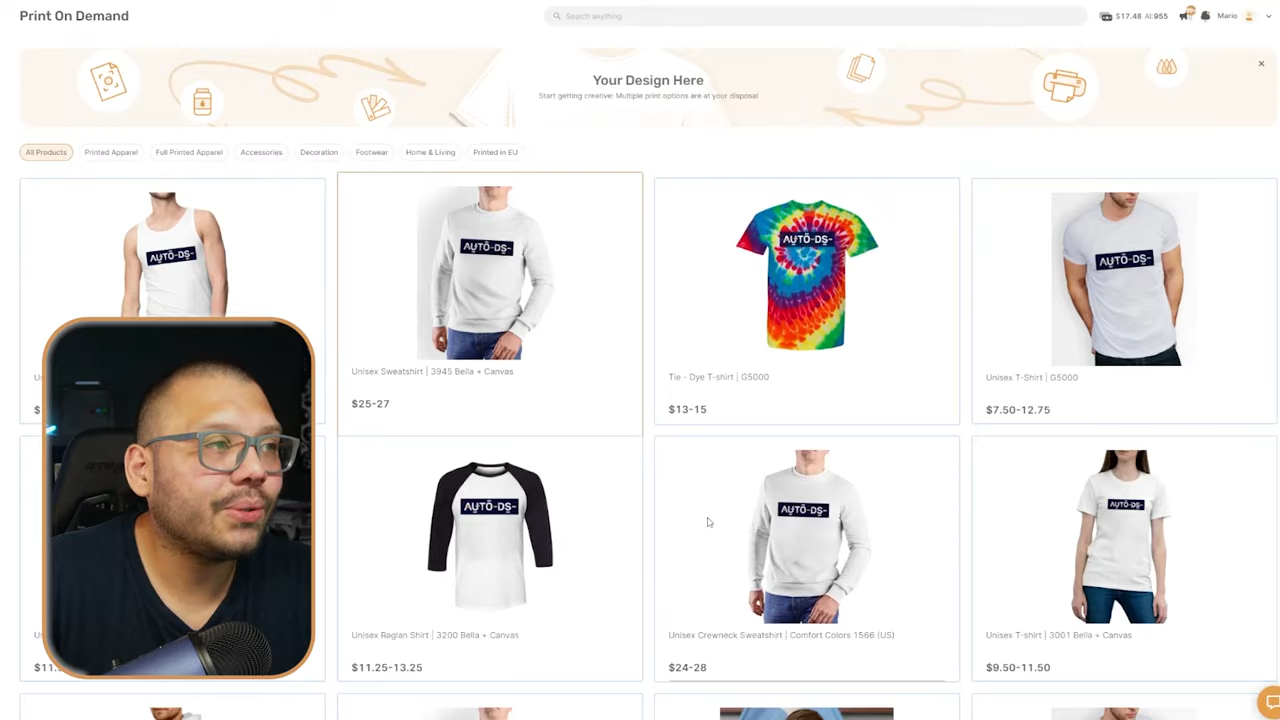 Print On Demand
Search anything
$17.48 AI:955
Mario
Your Design Here
Start getting creative: Multiple print options are at your disposal
All Products
Printed Apparel
Full Printed Apparel
Accessories
Decoration
Footwear
Home & Living
Printed in EU
AUTO-DS-
AUTO-DS-
AUTO-DS-
AUTO-DS-
Unisex Sweatshirt | 3945 Bella + Canvas
$25-27
Tie - Dye T-shirt | G5000
$13-15
Unisex T-Shirt | G5000
$7.50-12.75
AUTO-DS-
AUTO-DS-
AUTO-DS-
Unisex Raglan Shirt | 3200 Bella + Canvas
$11.25-13.25
Unisex Crewneck Sweatshirt | Comfort Colors 1566 (US)
$24-28
Unisex T-shirt | 3001 Bella + Canvas
$9.50-11.50